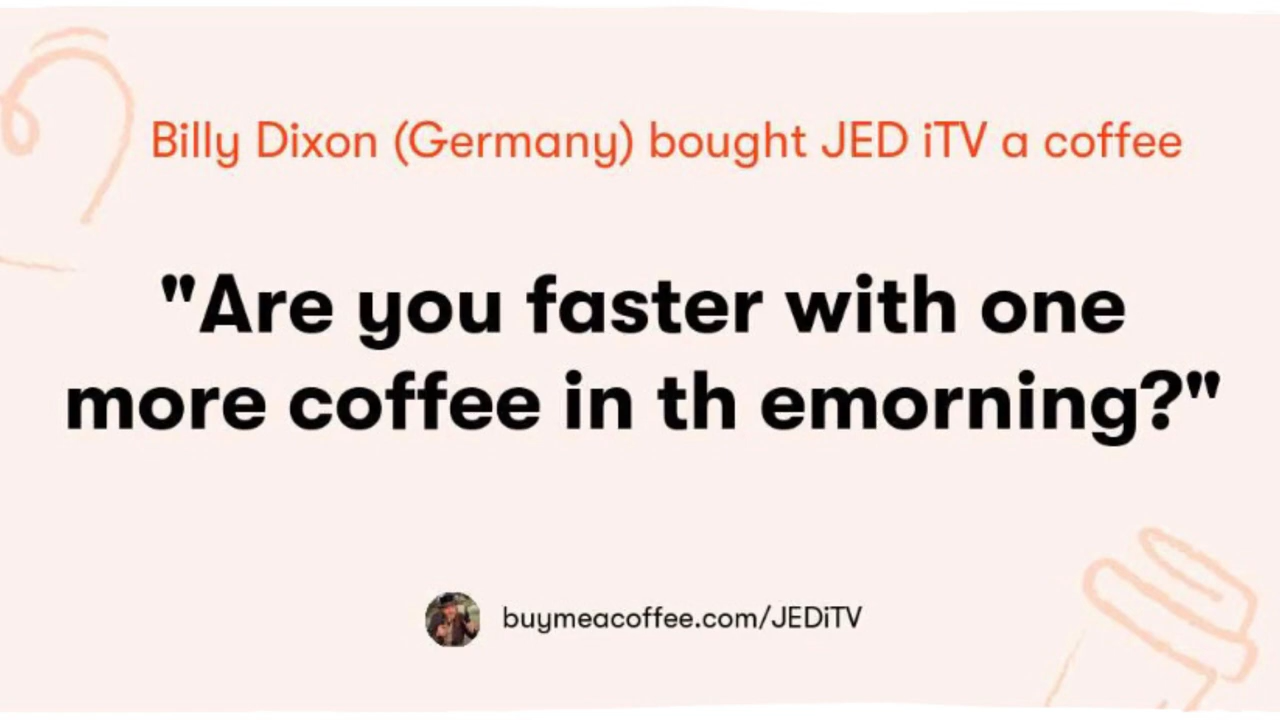 Billy Dixon (Germany) bought JED iTV a coffee
"Are you faster with one
more coffee in th emorning?"
buymeacoffee.com/JEDiTV